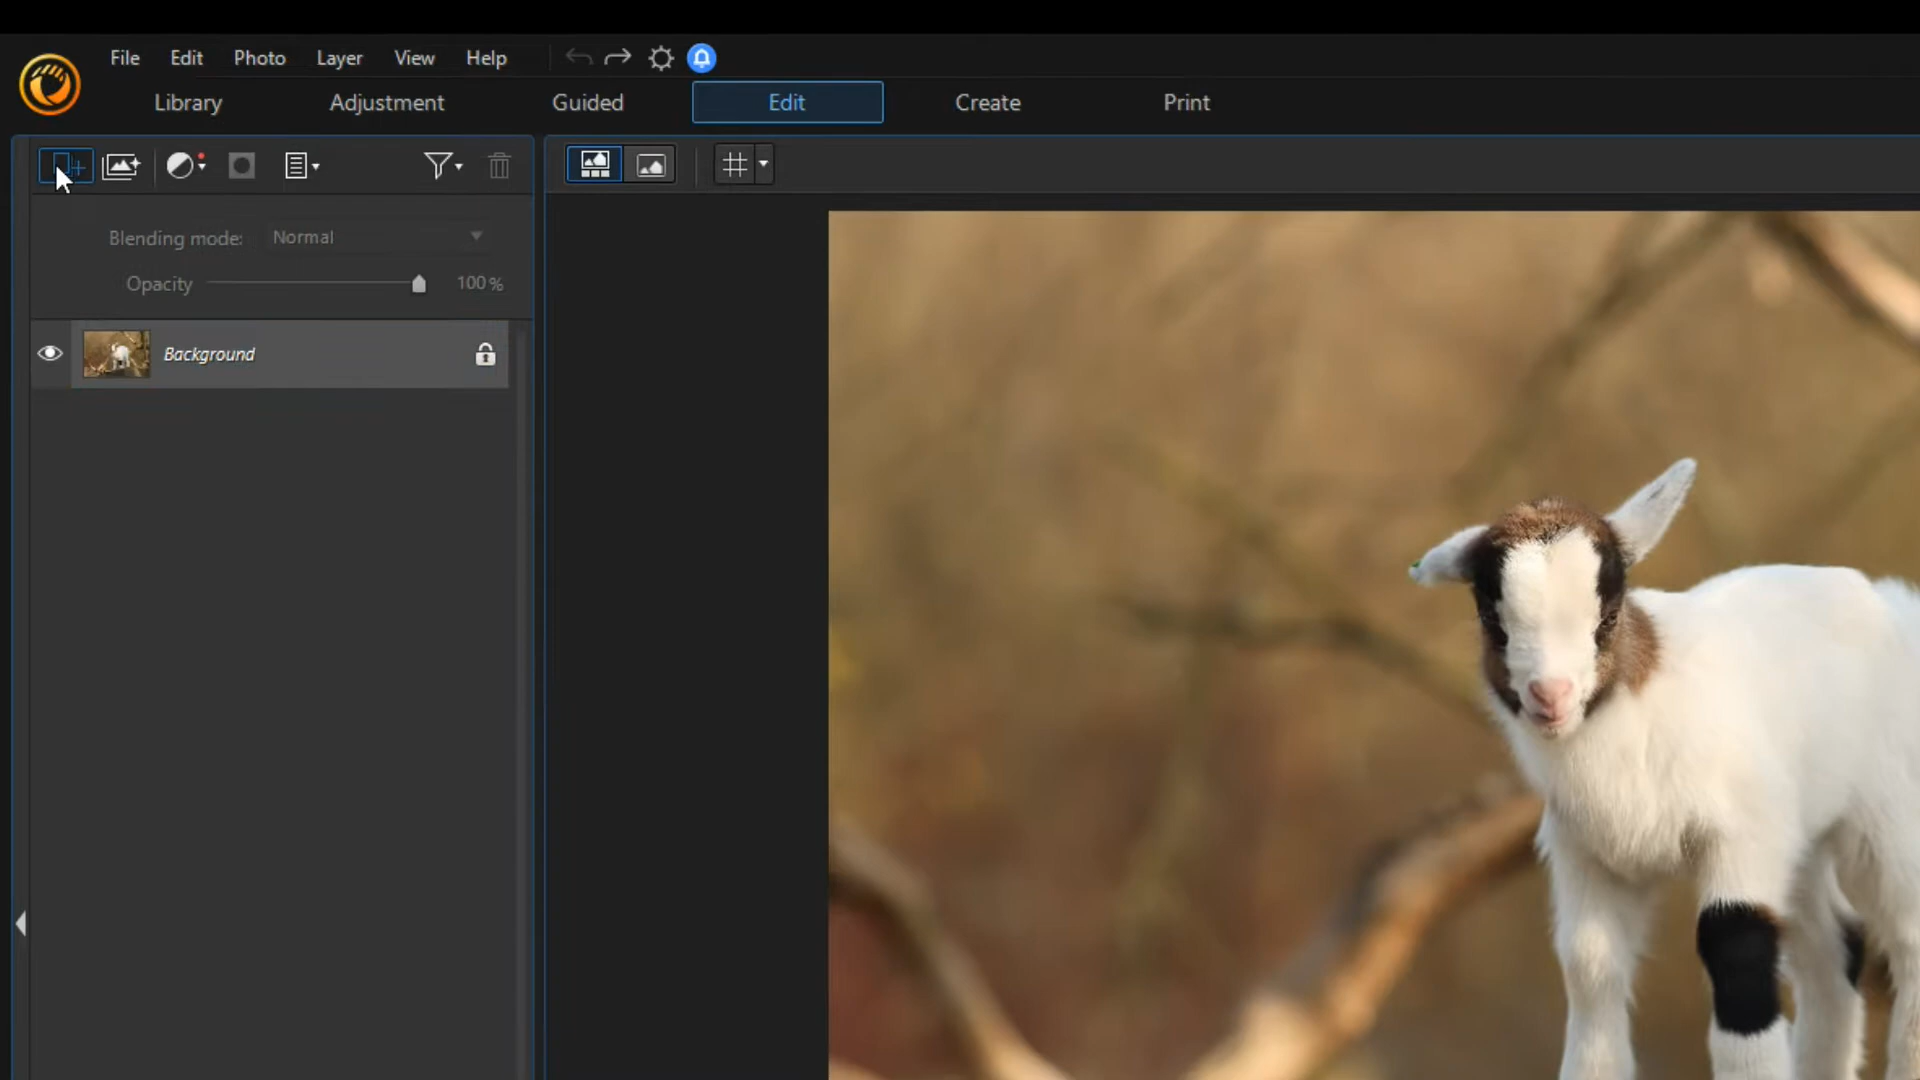 File Edit Photo Layer View Help
Library Adjustment Guided Edit Create Print
Blending mode: Normal
Opacity 100 %
Background